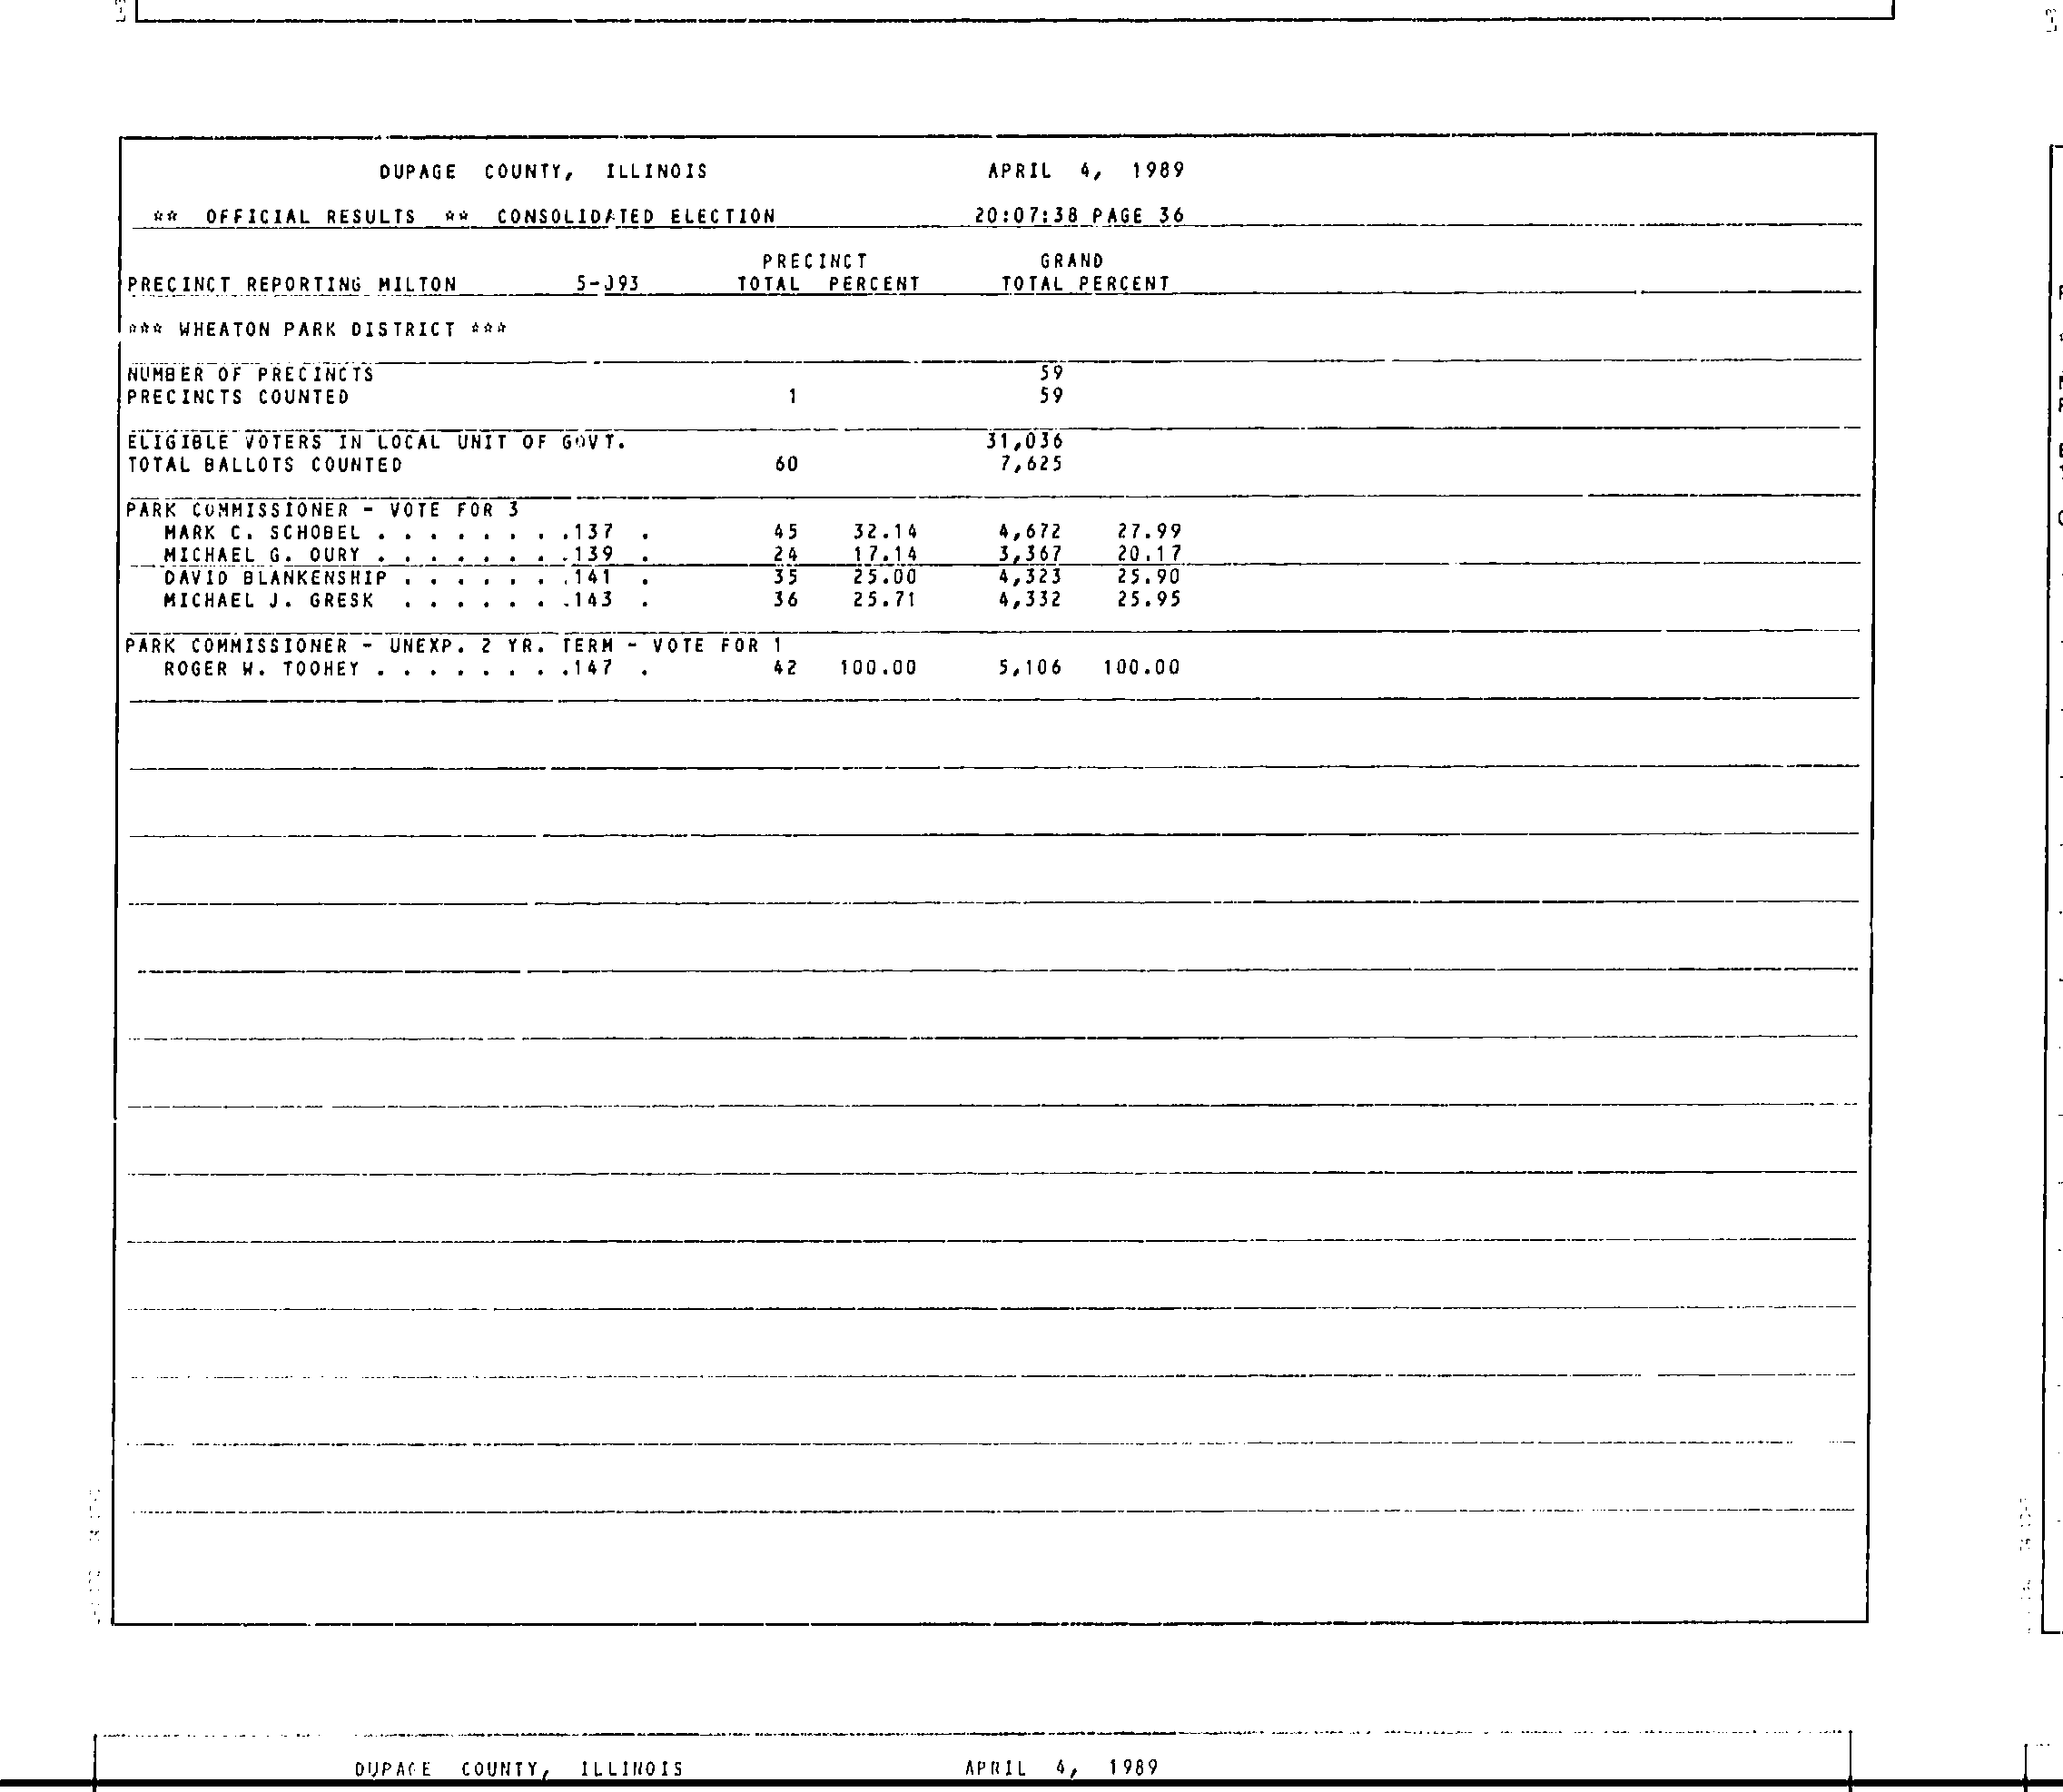 DUPAGE COUNTY, ILLINOIS APRIL 4, 1989
** OFFICIAL RESULTS ** CONSOLIDATED ELECTION 20:07:38 PAGE 36
PRECINCT GRAND
PRECINCT REPORTING MILTON 5-093 TOTAL PERCENT TOTAL PERCENT
*** WHEATON PARK DISTRICT ***
NUMBER OF PRECINCTS 59
PRECINCTS COUNTED 1 59
ELIGIBLE VOTERS IN LOCAL UNIT OF GOVT. 31,036
TOTAL BALLOTS COUNTED 60 7,625
PARK COMMISSIONER - VOTE FOR 3
MARK C. SCHOBEL . . . . . . . .137 . 45 32.14 4,672 27.99
MICHAEL G. OURY . . . . . . . .139 . 24 17.14 3,367 20.17
DAVID BLANKENSHIP . . . . . . .141 . 35 25.00 4,323 25.90
MICHAEL J. GRESK . . . . . . .143 . 36 25.71 4,332 25.95
PARK COMMISSIONER - UNEXP. 2 YR. TERM - VOTE FOR 1
ROGER W. TOOHEY . . . . . . . .147 . 42 100.00 5,106 100.00
DUPAGE COUNTY, ILLINOIS APRIL 4, 1989